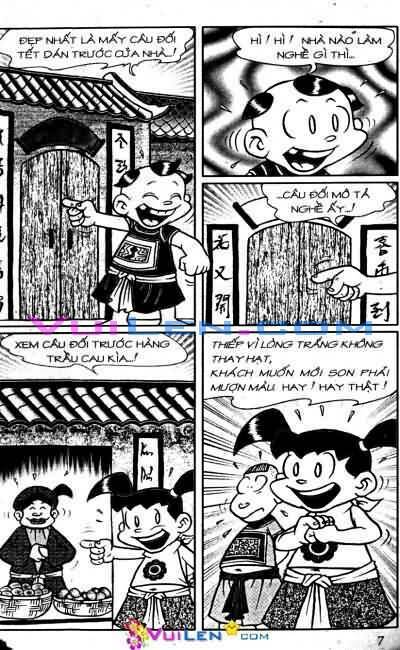 ĐẸP NHẤT LÀ MẤY CÂU ĐỐI
TẾT DÁN TRƯỚC CỬA NHÀ..!
HÌ! HÌ! NHÀ NÀO LÀM
NGHỀ GÌ THÌ...
...CÂU ĐỐI MÔ TẢ
NGHỀ ẤY...!
VUILEN.COM
XEM CÂU ĐỐI TRƯỚC HÀNG
TRẦU CAU KÌA..!
THIẾP VÌ LÒNG TRẮNG KHÔNG
THAY HẠT,
KHÁCH MUỐN MÔI SON PHẢI
MƯỢN MÀU. HAY! HAY THẬT!
7
VUILEN.COM